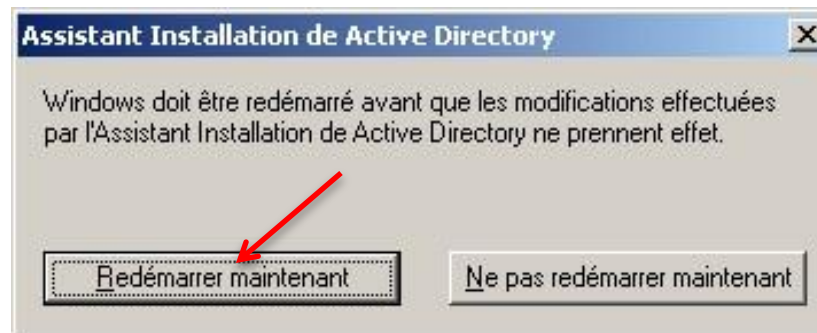 Assistant Installation de Active Directory
Windows doit être redémarré avant que les modifications effectuées
par l'Assistant Installation de Active Directory ne prennent effet.
Redémarrer maintenant
Ne pas redémarrer maintenant